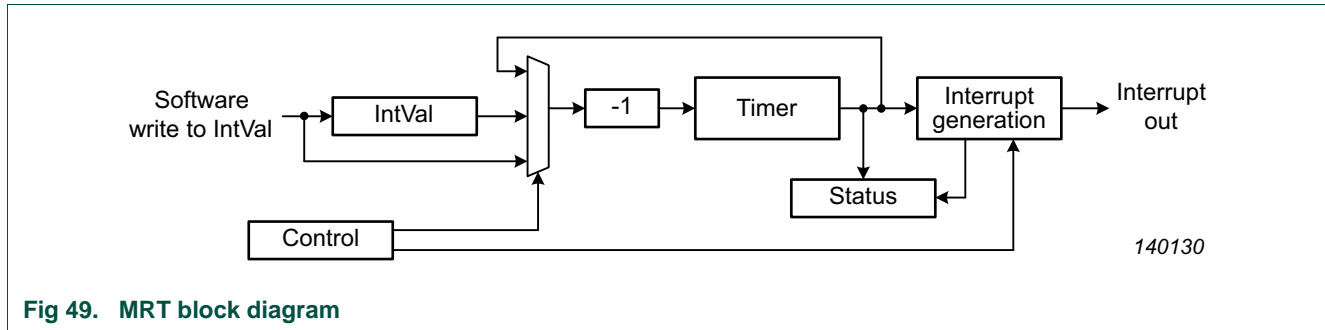 Software
write to IntVal
IntVal
-1
Timer
Interrupt
generation
Interrupt
out
Status
Control
140130
Fig 49. MRT block diagram